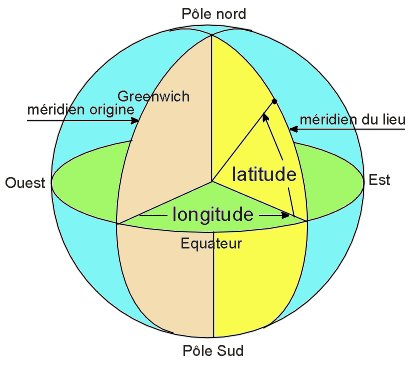 Pôle nord
Greenwich
méridien origine
méridien du lieu
latitude
Ouest
Est
longitude
Equateur
Pôle Sud